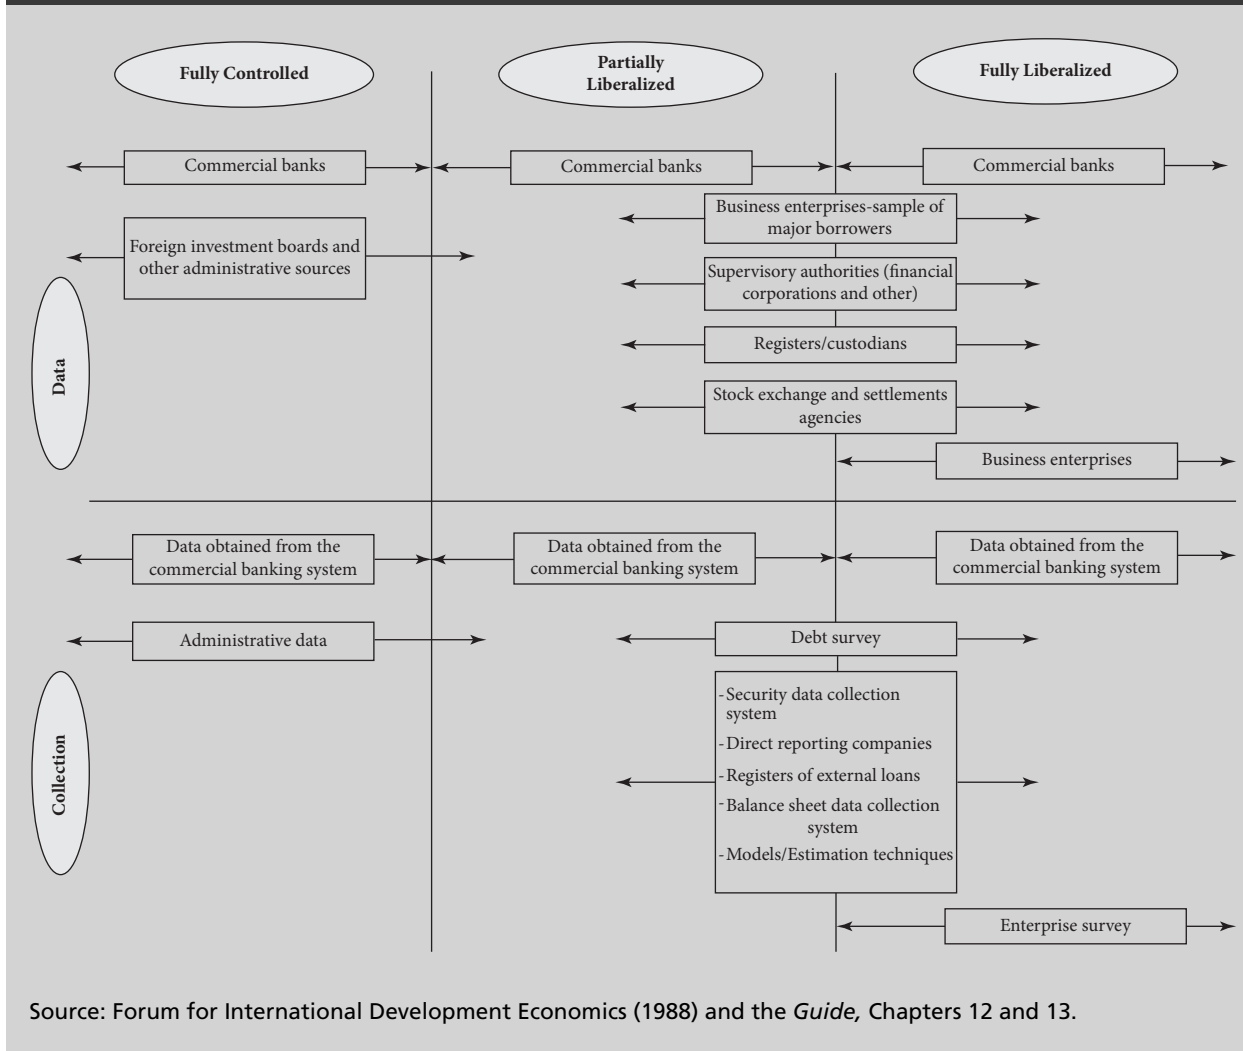 Fully Controlled
Partially
Liberalized
Fully Liberalized
Commercial banks
Commercial banks
Commercial banks
Business enterprises-sample of
major borrowers
Foreign investment boards and
other administrative sources
Supervisory authorities (financial
corporations and other)
Registers/custodians
Data
Stock exchange and settlements
agencies
Business enterprises
Data obtained from the
commercial banking system
Data obtained from the
commercial banking system
Data obtained from the
commercial banking system
Administrative data
Debt survey
-Security data collection
system
-Direct reporting companies
-Registers of external loans
-Balance sheet data collection
system
-Models/Estimation techniques
Collection
Enterprise survey
Source: Forum for International Development Economics (1988) and the Guide, Chapters 12 and 13.